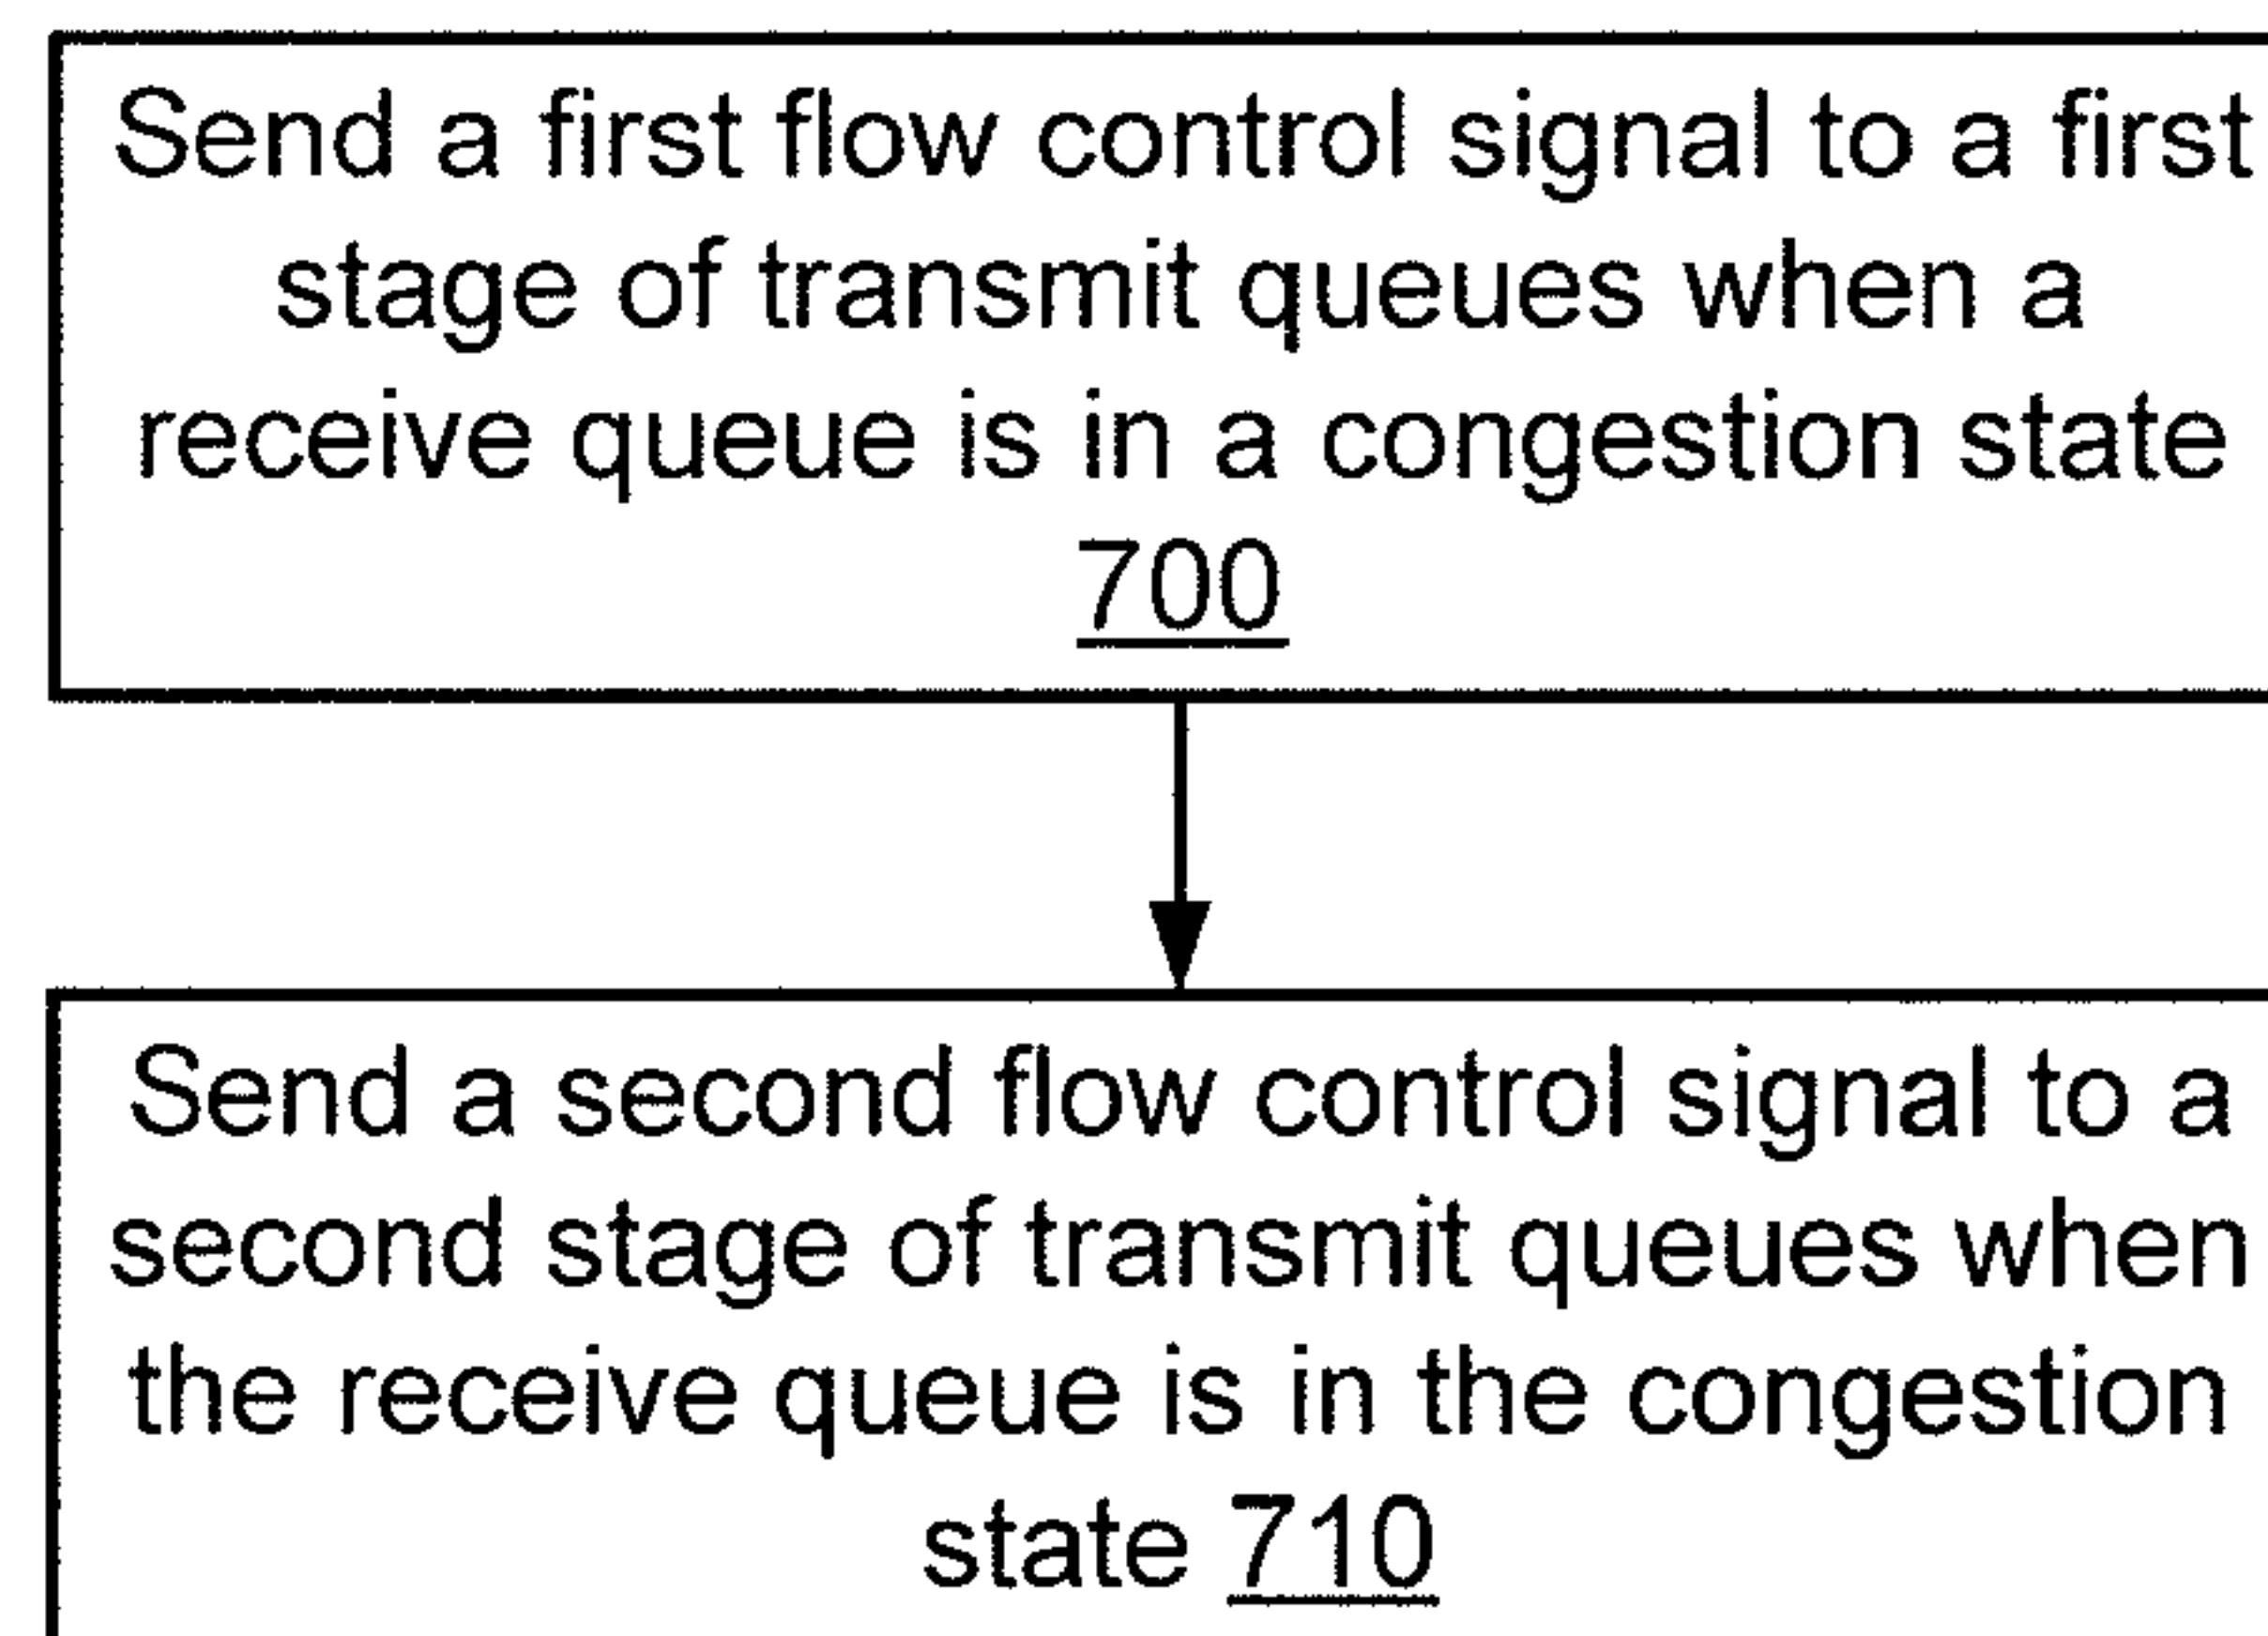 Send a first flow control signal to a first
stage of transmit queues when a
receive queue is in a congestion state
700
Send a second flow control signal to a
second stage of transmit queues when
the receive queue is in the congestion
state 710